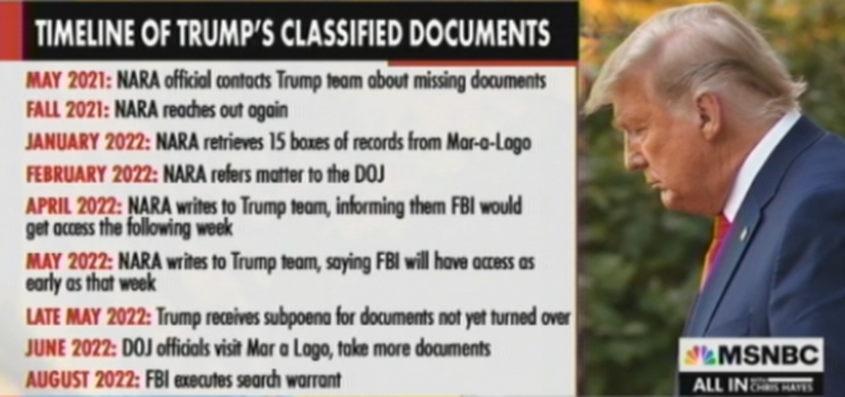 TIMELINE OF TRUMP'S CLASSIFIED DOCUMENTS
MAY 2021: NARA official contacts Trump team about missing documents
FALL 2021: NARA reaches out again
JANUARY 2022: NARA retrieves 15 boxes of records from Mar-a-Lago
FEBRUARY 2022: NARA refers matter to the DOJ
APRIL 2022: NARA writes to Trump team, informing them FBI would
get access the following week
MAY 2022: NARA writes to Trump team, saying FBI will have access as
early as that week
LATE MAY 2022: Trump receives subpoena for documents not yet turned over
JUNE 2022: DOJ officials visit Mar a Lago, take more documents
AUGUST 2022: FBI executes search warrant
MSNBC
ALL IN WITH CHRIS HAYES